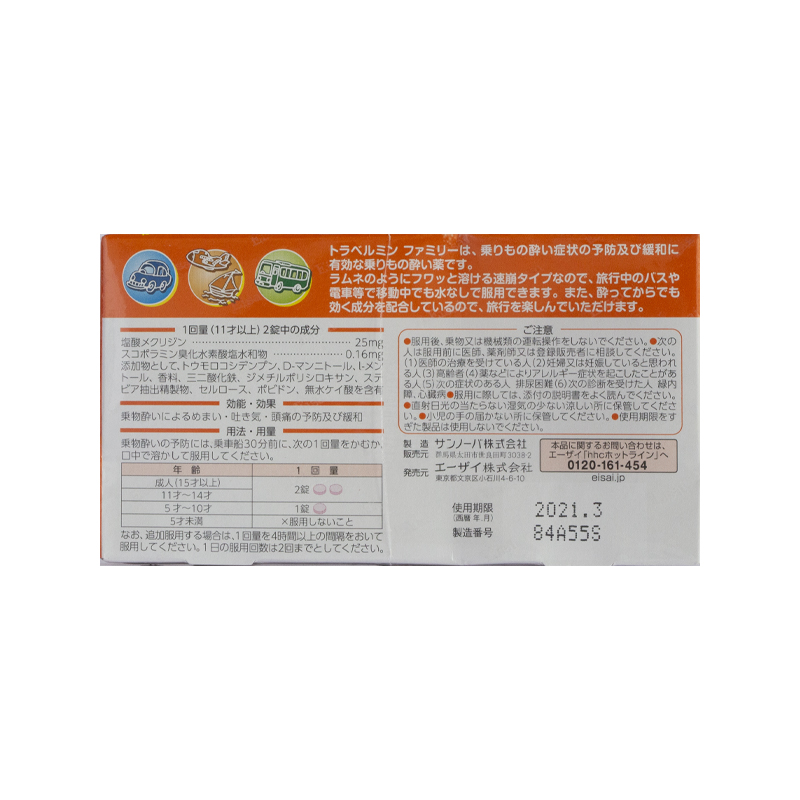 トラベルミン ファミリーは、乗りもの酔い症状の予防及び緩和に
有効な乗りもの酔い薬です。
ラムネのようにフワッと溶ける速崩タイプなので、旅行中のバスや
電車等で移動中でも水なしで服用できます。また、酔ってからでも
効く成分を配合しているので、旅行を楽しんでいただけます。
1回量(11才以上)2錠中の成分
塩酸メクリジン 25mg
スコポラミン臭化水素酸塩水和物 0.16mg
添加物として、トウモロコシデンプン、D-マンニトール、l-メン
トール、香料、三二酸化鉄、ジメチルポリシロキサン、ステ
ビア抽出精製物、セルロース、ポビドン、無水ケイ酸を含有
効能・効果
乗物酔いによるめまい・吐き気・頭痛の予防及び緩和
用法・用量
乗物酔いの予防には、乗車船30分前に、次の1回量をかむか、
口中で溶かして服用してください。
年齢 1回量
成人(15才以上)
11才～14才 2錠
5才～10才 1錠
5才未満 ×服用しないこと
なお、追加服用する場合は、1回量を4時間以上の間隔をおいて
服用してください。1日の服用回数は2回までとしてください。
ご注意
●服用後、乗物又は機械類の運転操作をしないでください。●次の
人は服用前に医師、薬剤師又は登録販売者に相談してください。
(1)医師の治療を受けている人(2)妊婦又は妊娠していると思われ
る人(3)高齢者(4)薬などによりアレルギー症状を起こしたことがあ
る人(5)次の症状のある人 排尿困難(6)次の診断を受けた人 緑内
障、心臓病●服用に際しては、添付の説明書をよく読んでください。
●直射日光の当たらない湿気の少ない涼しい所に保管してくださ
い。●小児の手の届かない所に保管してください。●使用期限をす
ぎた製品は使用しないでください。
製造
販売元 サンノーバ株式会社
群馬県太田市世良田町3038-2
発売元 エーザイ株式会社
東京都文京区小石川4-6-10
本品に関するお問い合わせは、
エーザイ「hhcホットライン」へ
0120-161-454
eisai.jp
使用期限 2021.3
(西暦 年.月)
製造番号 84A55S